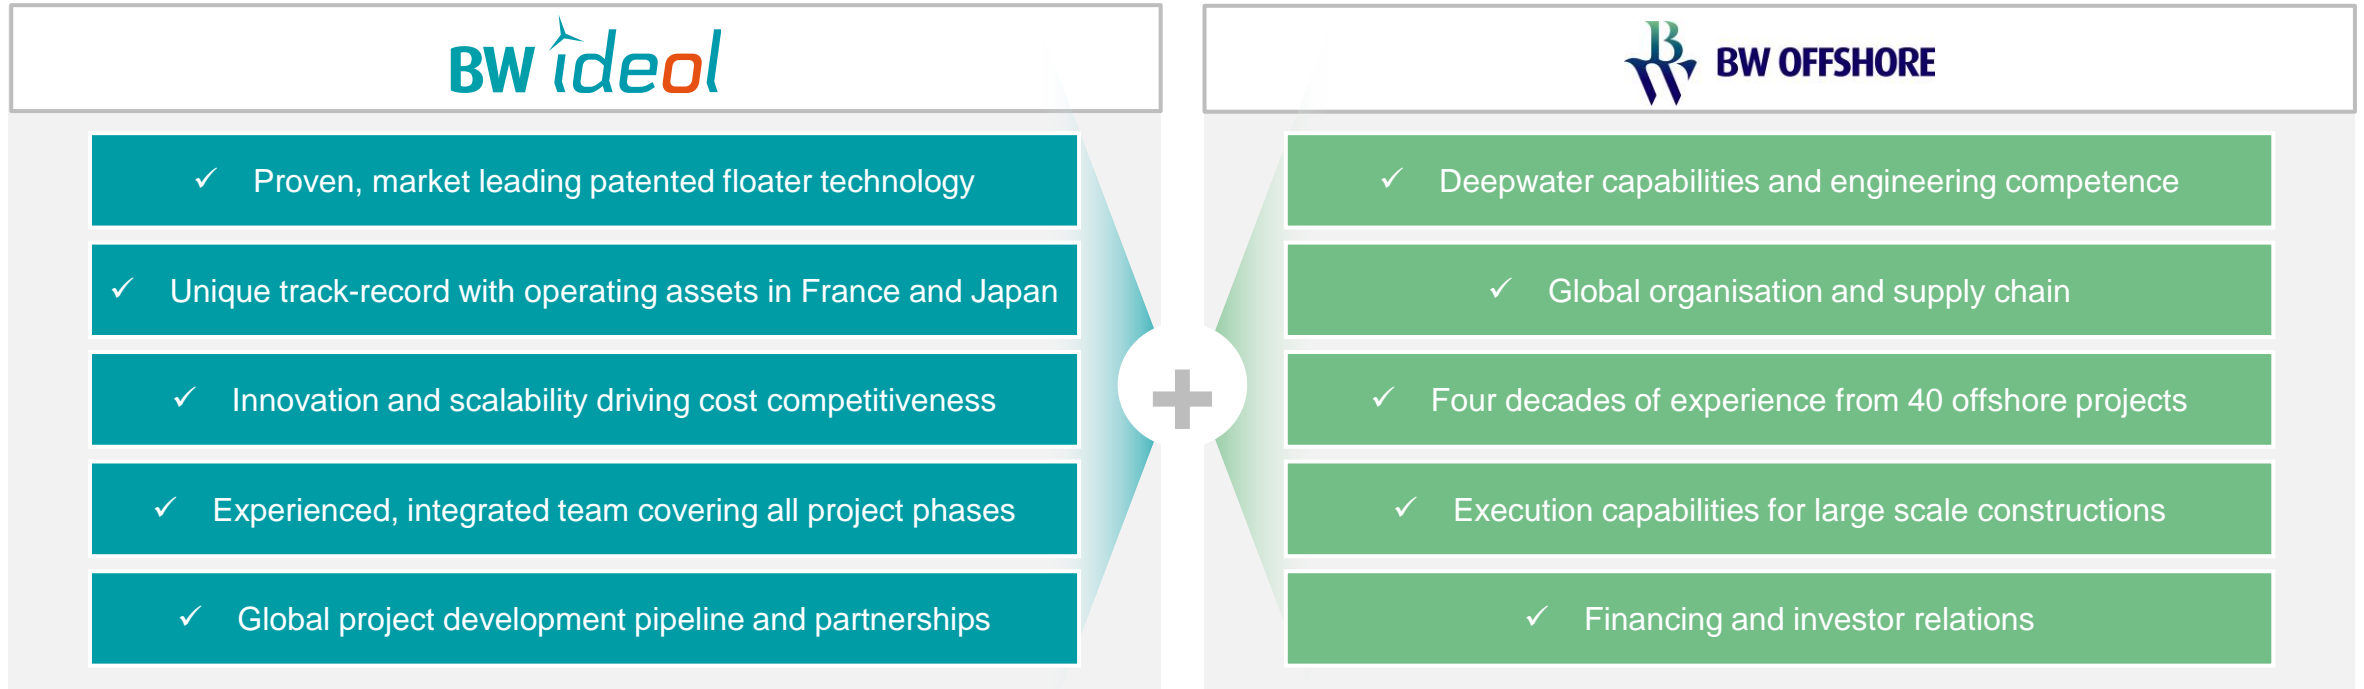 BW ideol
✓ Proven, market leading patented floater technology
✓ Unique track-record with operating assets in France and Japan
✓ Innovation and scalability driving cost competitiveness
✓ Experienced, integrated team covering all project phases
✓ Global project development pipeline and partnerships
+
BW OFFSHORE
✓ Deepwater capabilities and engineering competence
✓ Global organisation and supply chain
✓ Four decades of experience from 40 offshore projects
✓ Execution capabilities for large scale constructions
✓ Financing and investor relations